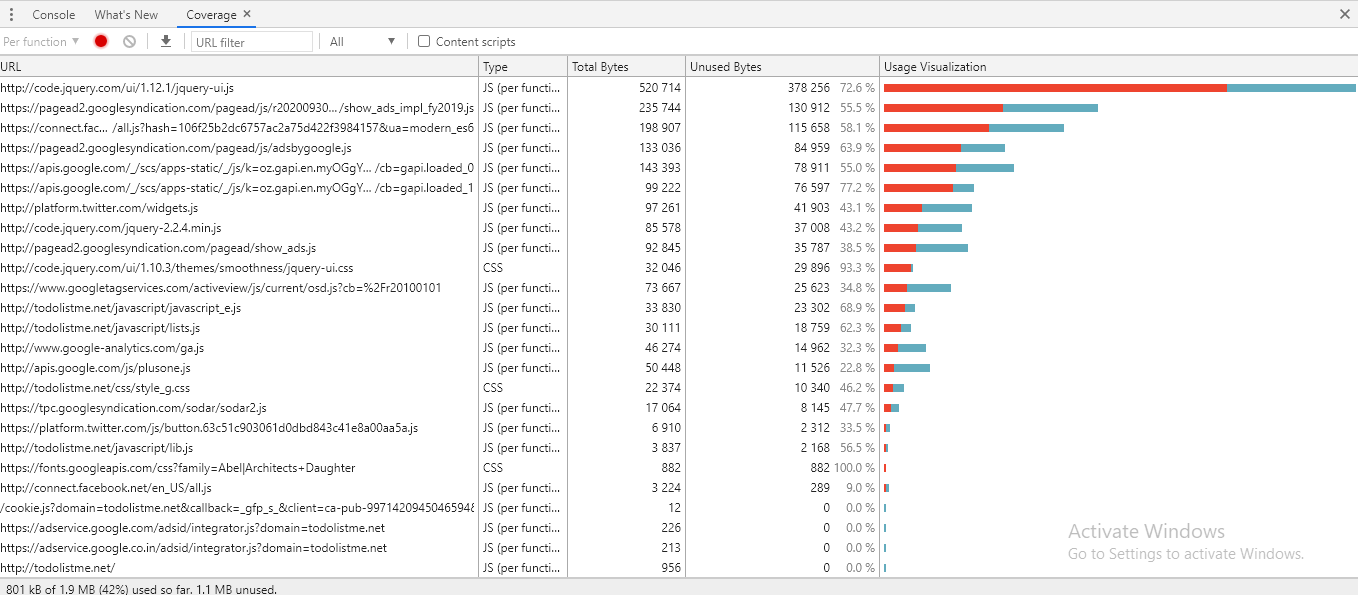 Console What's New Coverage ×
Per function ▼ URL filter All ▼ Content scripts
URL Type Total Bytes Unused Bytes Usage Visualization
http://code.jquery.com/ui/1.12.1/jquery-ui.js JS (per functi... 520 714 378 256 72.6 %
https://pagead2.googlesyndication.com/pagead/js/r20200930... /show_ads_impl_fy2019.js JS (per functi... 235 744 130 912 55.5 %
https://connect.fac... /all.js?hash=106f25b2dc6757ac2a75d422f3984157&ua=modern_es6 JS (per functi... 198 907 115 658 58.1 %
http://pagead2.googlesyndication.com/pagead/js/adsbygoogle.js JS (per functi... 133 036 84 959 63.9 %
https://apis.google.com/_/scs/apps-static/_/js/k=oz.gapi.en.myOGgY... /cb=gapi.loaded_0 JS (per functi... 143 393 78 911 55.0 %
https://apis.google.com/_/scs/apps-static/_/js/k=oz.gapi.en.myOGgY... /cb=gapi.loaded_1 JS (per functi... 99 222 76 597 77.2 %
http://platform.twitter.com/widgets.js JS (per functi... 97 261 41 903 43.1 %
http://code.jquery.com/jquery-2.2.4.min.js JS (per functi... 85 578 37 008 43.2 %
http://pagead2.googlesyndication.com/pagead/show_ads.js JS (per functi... 92 845 35 787 38.5 %
http://code.jquery.com/ui/1.10.3/themes/smoothness/jquery-ui.css CSS 32 046 29 896 93.3 %
https://www.googletagservices.com/activeview/js/current/osd.js?cb=%2Fr20100101 JS (per functi... 73 667 25 623 34.8 %
http://todolistme.net/javascript/javascript_e.js JS (per functi... 33 830 23 302 68.9 %
http://todolistme.net/javascript/lists.js JS (per functi... 30 111 18 759 62.3 %
http://www.google-analytics.com/ga.js JS (per functi... 46 274 14 962 32.3 %
http://apis.google.com/js/plusone.js JS (per functi... 50 448 11 526 22.8 %
http://todolistme.net/css/style_g.css CSS 22 374 10 340 46.2 %
https://tpc.googlesyndication.com/sodar/sodar2.js JS (per functi... 17 064 8 145 47.7 %
https://platform.twitter.com/js/button.63c51c903061d0dbd843c41e8a00aa5a.js JS (per functi... 6 910 2 312 33.5 %
http://todolistme.net/javascript/lib.js JS (per functi... 3 837 2 168 56.5 %
https://fonts.googleapis.com/css?family=Abel|Architects+Daughter CSS 882 882 100.0 %
http://connect.facebook.net/en_US/all.js JS (per functi... 3 224 289 9.0 %
/cookie.js?domain=todolistme.net&callback=_gfp_s_&client=ca-pub-9971420945046594& JS (per functi... 12 0 0.0 %
https://adservice.google.com/adsid/integrator.js?domain=todolistme.net JS (per functi... 226 0 0.0 %
https://adservice.google.co.in/adsid/integrator.js?domain=todolistme.net JS (per functi... 213 0 0.0 %
http://todolistme.net/ JS (per functi... 956 0 0.0 %
Activate Windows
Go to Settings to activate Windows.
801 kB of 1.9 MB (42%) used so far. 1.1 MB unused.